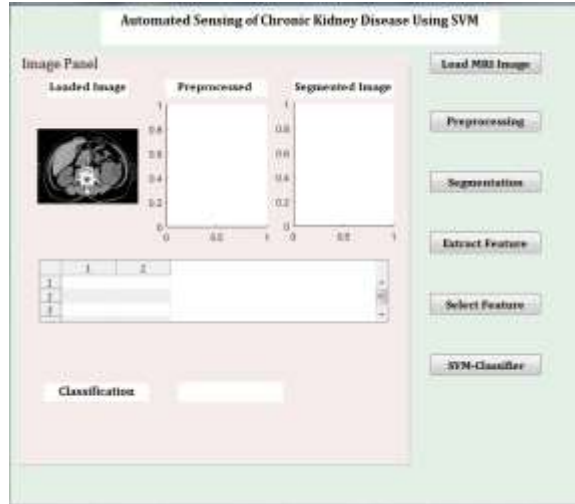 Automated Sensing of Chronic Kidney Disease Using SVM
Image Panel
Loaded Image
Preprocessed
Segmented Image
1
0.8
0.6
0.4
0.2
0
0 0.5 1
1
0.8
0.6
0.4
0.2
0
0 0.5 1
1 2
1
2
3
Classification
Load MRI Image
Preprocessing
Segmentation
Extract Feature
Select Feature
SVM-Classifier